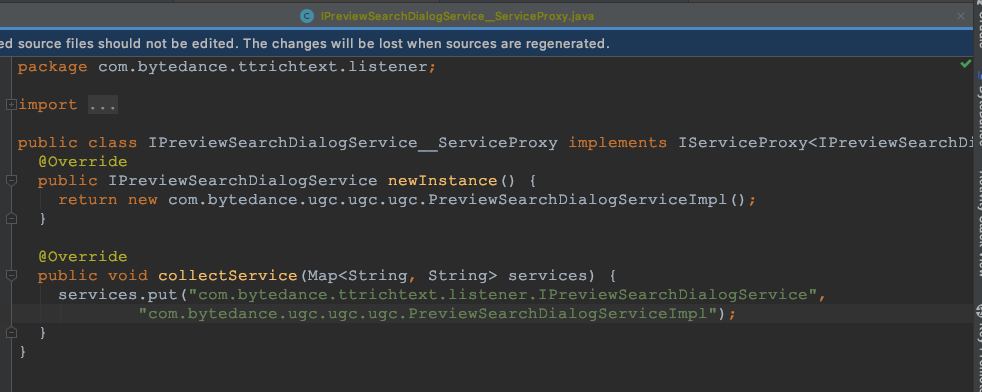 IPreviewSearchDialogService__ServiceProxy.java
ed source files should not be edited. The changes will be lost when sources are regenerated.
package com.bytedance.ttrichtext.listener;
import ...
public class IPreviewSearchDialogService__ServiceProxy implements IServiceProxy<IPreviewSearchDi
@Override
public IPreviewSearchDialogService newInstance() {
return new com.bytedance.ugc.ugc.ugc.PreviewSearchDialogServiceImpl();
}
@Override
public void collectService(Map<String, String> services) {
services.put("com.bytedance.ttrichtext.listener.IPreviewSearchDialogService",
"com.bytedance.ugc.ugc.ugc.PreviewSearchDialogServiceImpl");
}
}